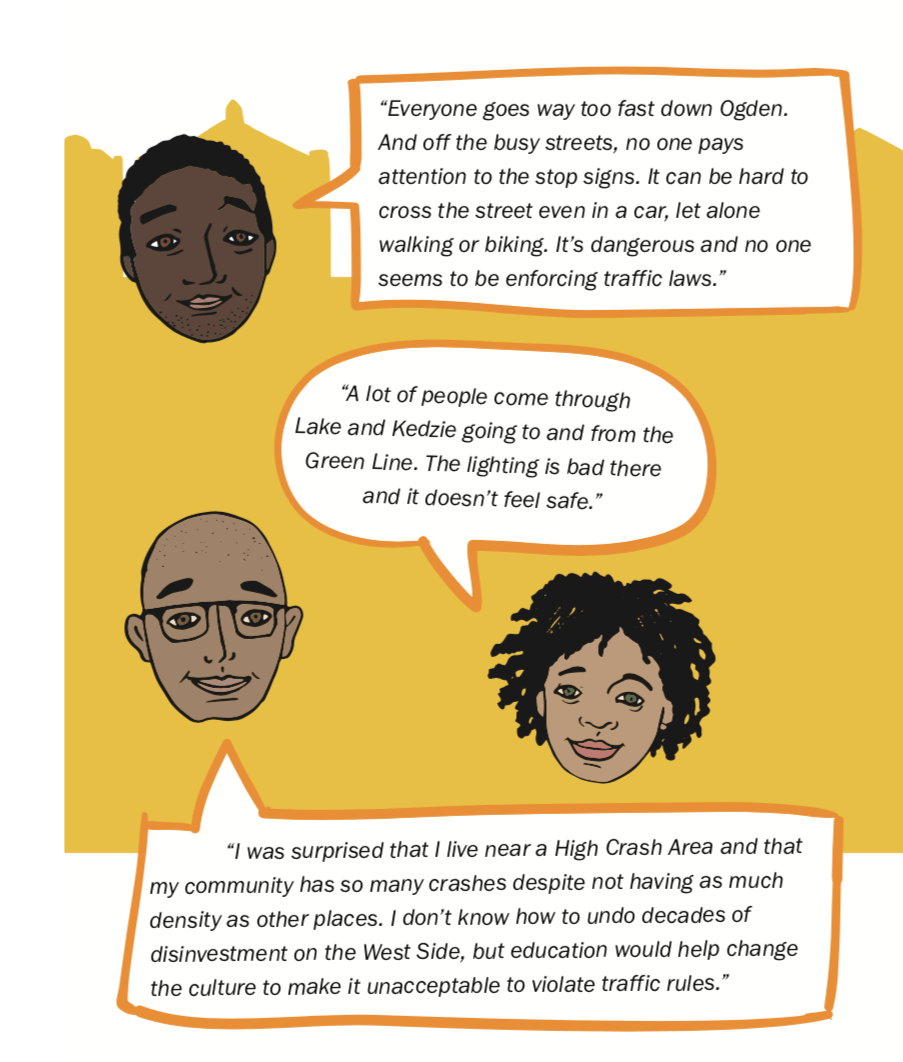 “Everyone goes way too fast down Ogden.
And off the busy streets, no one pays
attention to the stop signs. It can be hard to
cross the street even in a car, let alone
walking or biking. It’s dangerous and no one
seems to be enforcing traffic laws.”
“A lot of people come through
Lake and Kedzie going to and from the
Green Line. The lighting is bad there
and it doesn’t feel safe.”
“I was surprised that I live near a High Crash Area and that
my community has so many crashes despite not having as much
density as other places. I don’t know how to undo decades of
disinvestment on the West Side, but education would help change
the culture to make it unacceptable to violate traffic rules.”